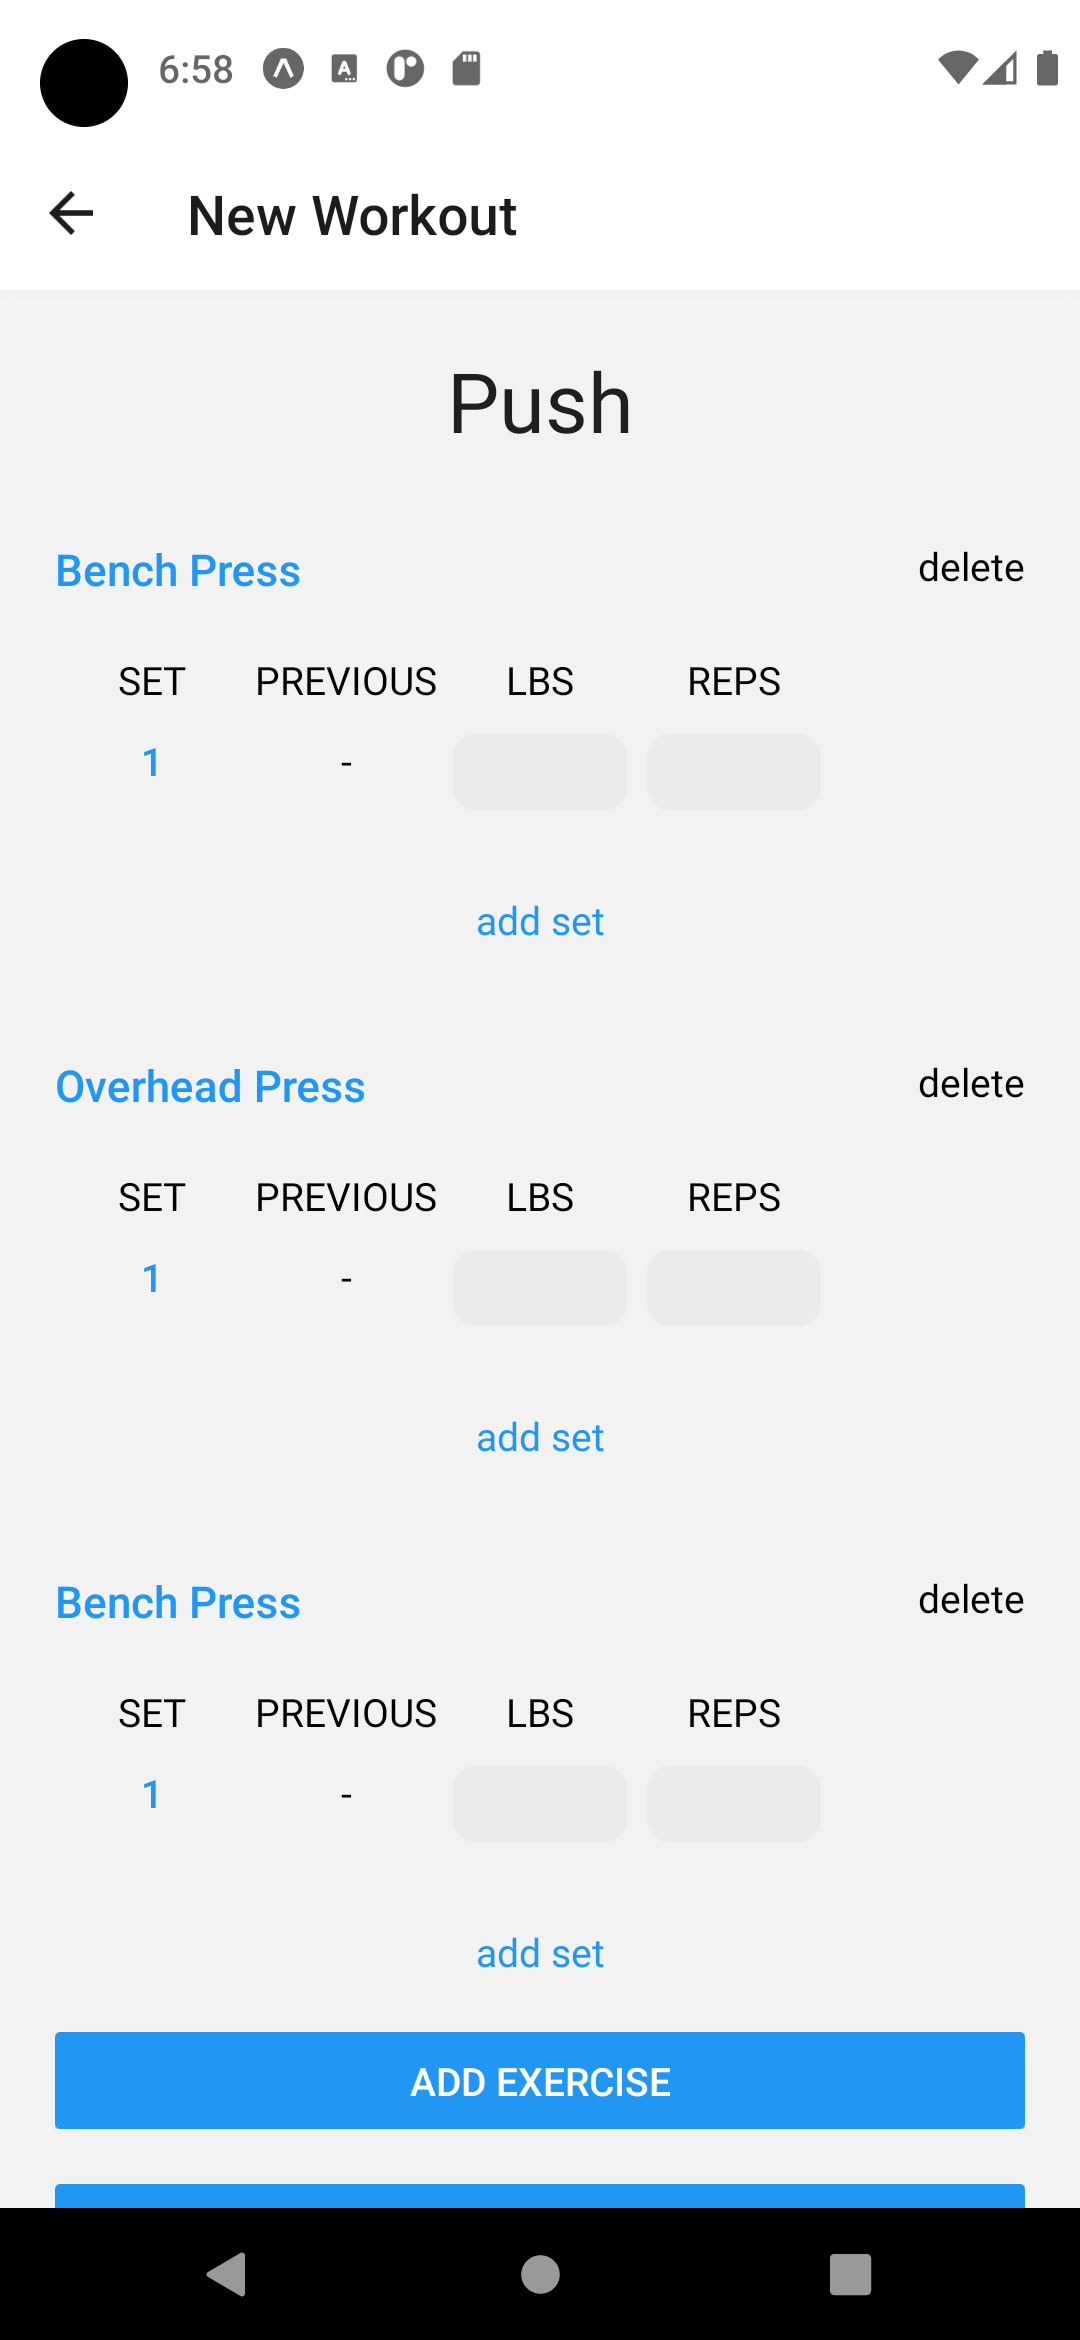 6:58
New Workout
Push
Bench Press delete
SET PREVIOUS LBS REPS
1 -
add set
Overhead Press delete
SET PREVIOUS LBS REPS
1 -
add set
Bench Press delete
SET PREVIOUS LBS REPS
1 -
add set
ADD EXERCISE